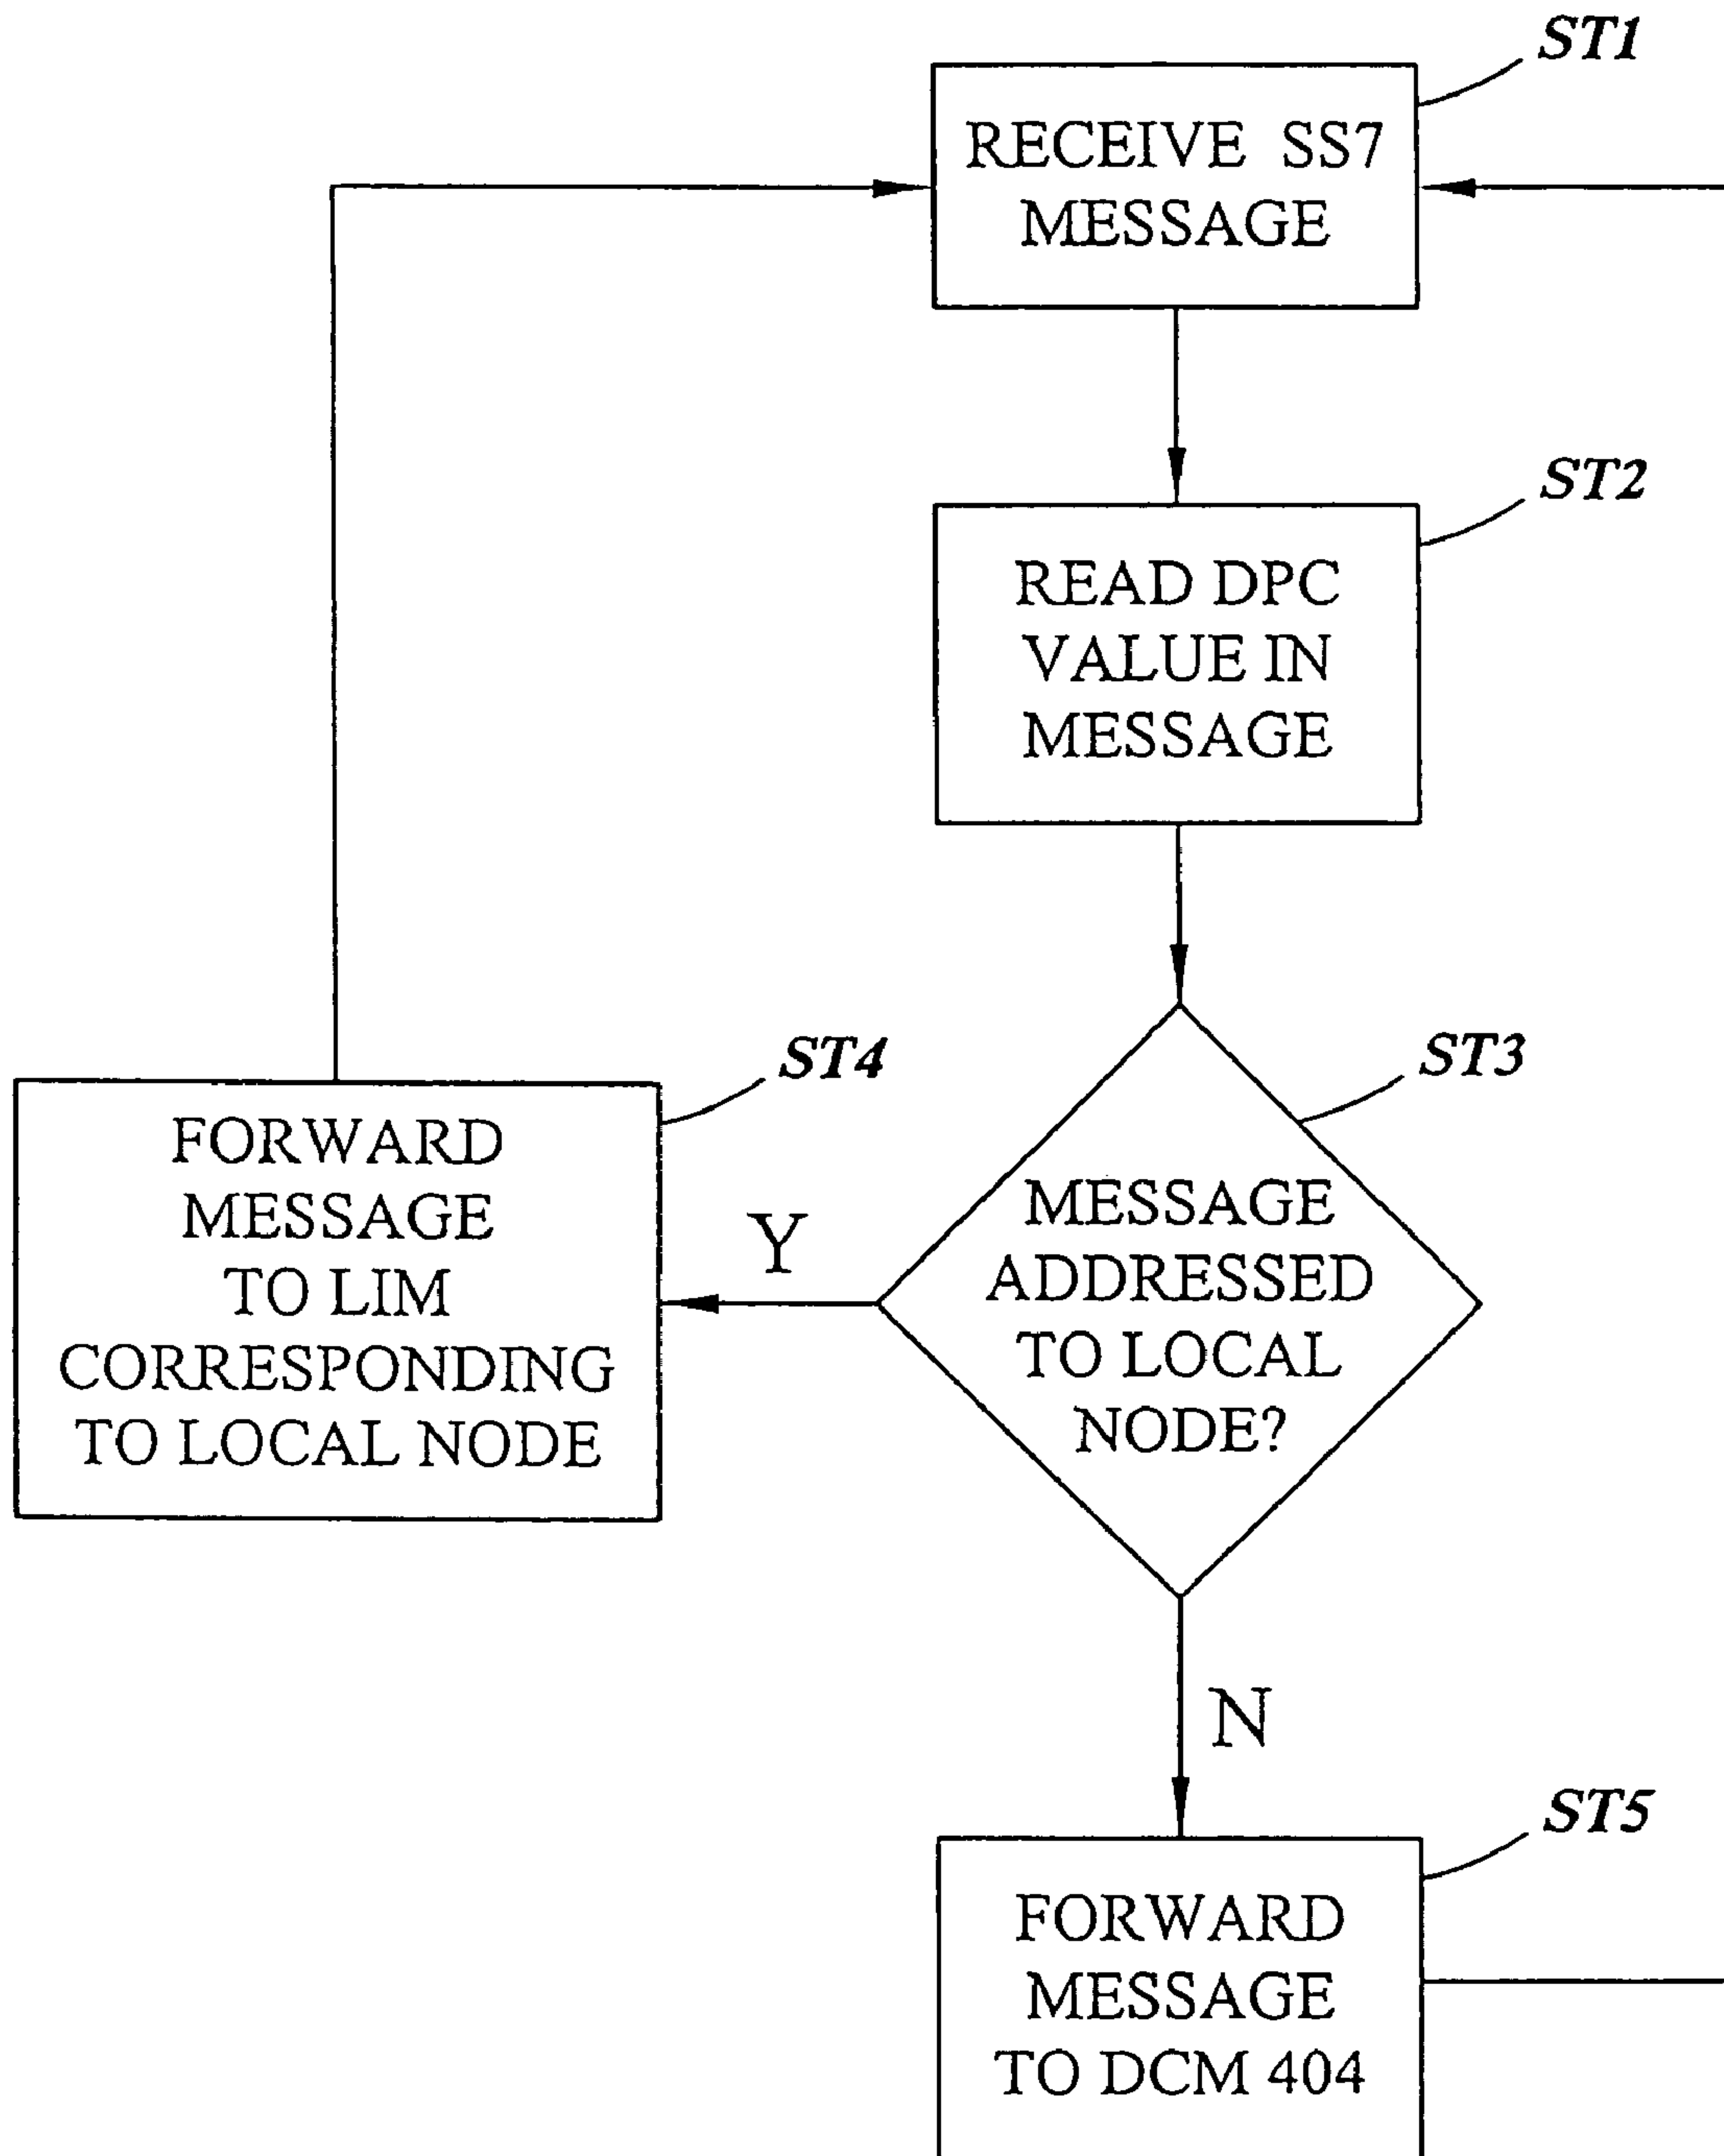 ST1
RECEIVE SS7
MESSAGE
ST2
READ DPC
VALUE IN
MESSAGE
ST3
MESSAGE
ADDRESSED
TO LOCAL
NODE?
Y
ST4
FORWARD
MESSAGE
TO LIM
CORRESPONDING
TO LOCAL NODE
N
ST5
FORWARD
MESSAGE
TO DCM 404